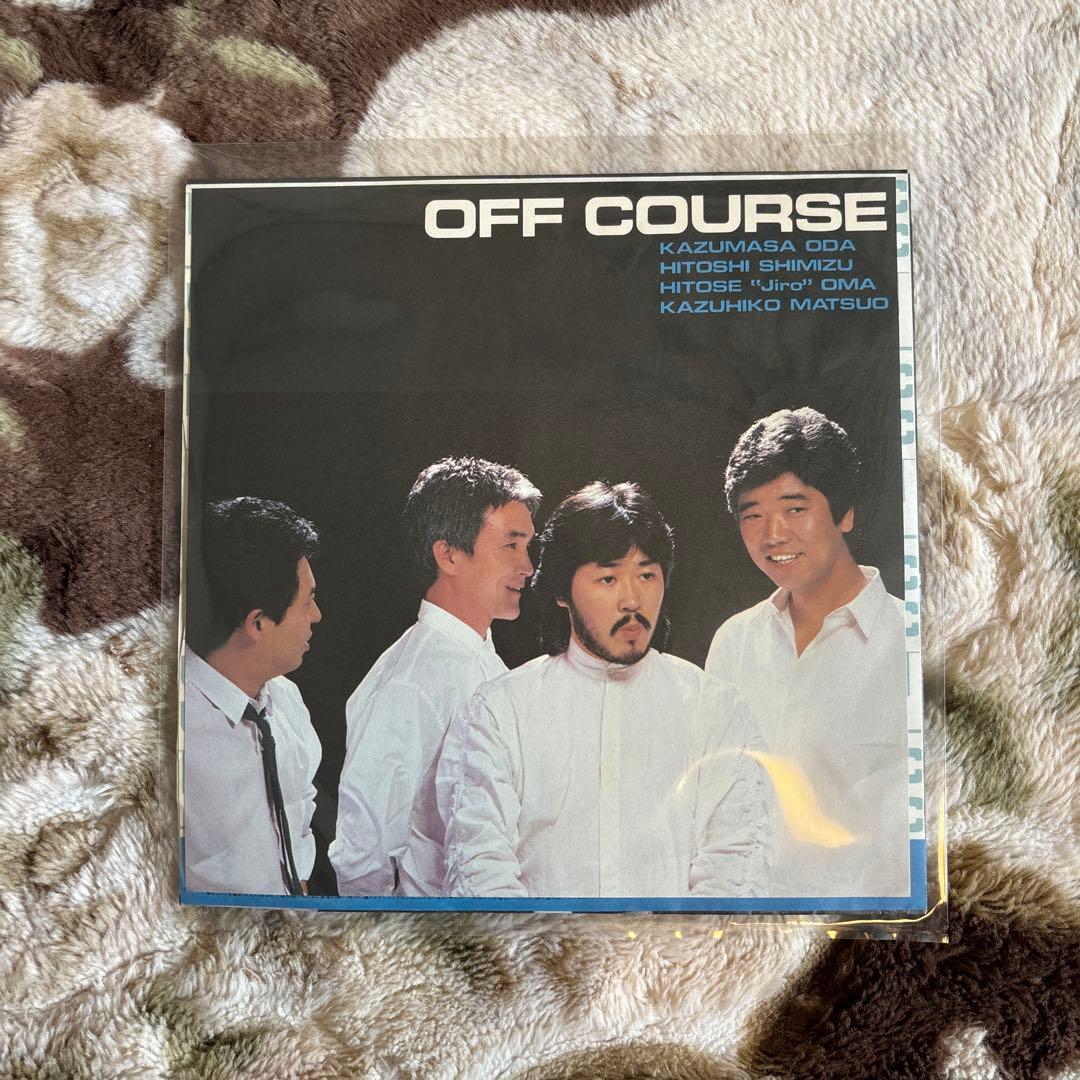 OFF COURSE
KAZUMASA ODA
HITOSHI SHIMIZU
HITOSE "Jiro" OMA
KAZUHIKO MATSUO